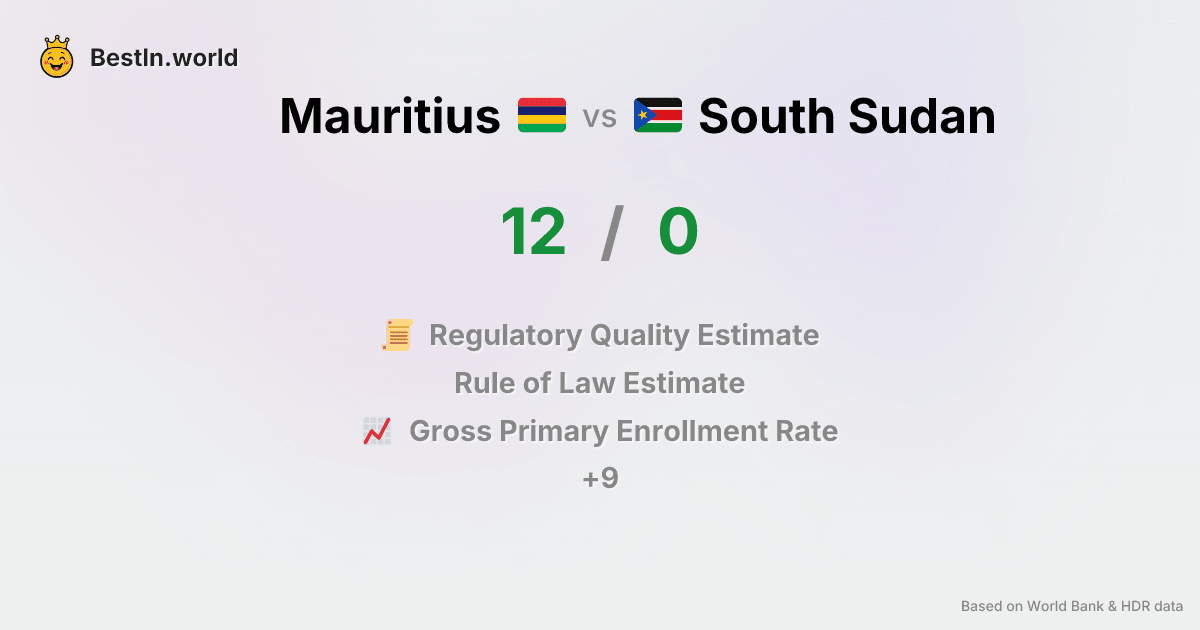 BestIn.world
Mauritius vs South Sudan
12 / 0
Regulatory Quality Estimate
Rule of Law Estimate
Gross Primary Enrollment Rate
+9
Based on World Bank & HDR data